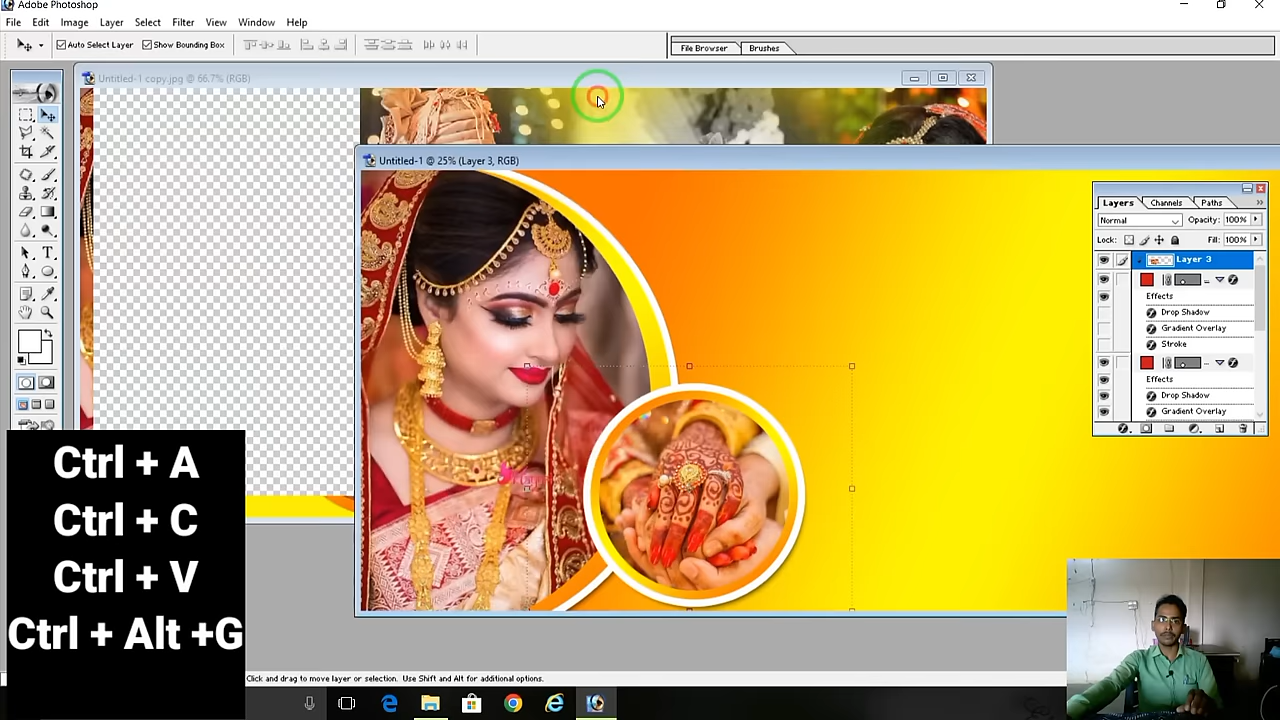 Adobe Photoshop
File Edit Image Layer Select Filter View Window Help
Auto Select Layer Show Bounding Box
File Browser Brushes
Untitled-1 copy.jpg @ 66.7% (RGB)
Untitled-1 @ 25% (Layer 3, RGB)
Layers Channels Paths
Normal Opacity: 100%
Lock: Fill: 100%
Layer 3
Effects
Drop Shadow
Gradient Overlay
Stroke
Effects
Drop Shadow
Gradient Overlay
Ctrl + A
Ctrl + C
Ctrl + V
Ctrl + Alt +G
Click and drag to move layer or selection. Use Shift and Alt for additional options.